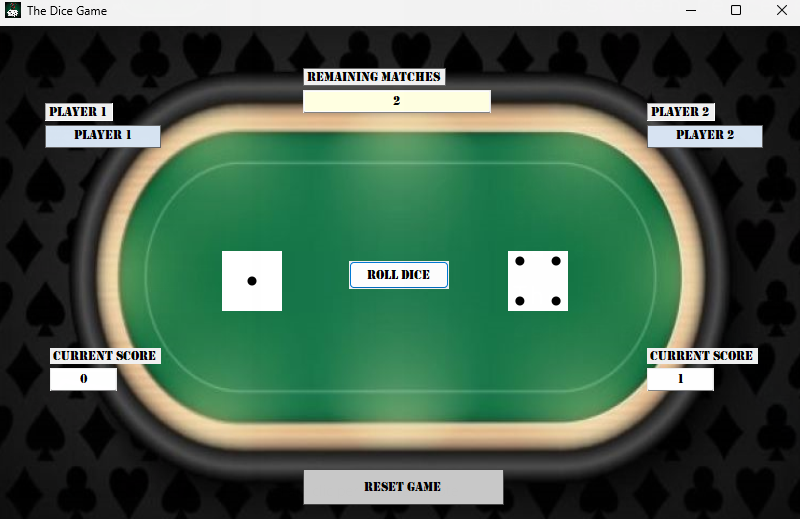 The Dice Game
REMAINING MATCHES
2
PLAYER 1
PLAYER 1
PLAYER 2
PLAYER 2
ROLL DICE
CURRENT SCORE
0
CURRENT SCORE
1
RESET GAME